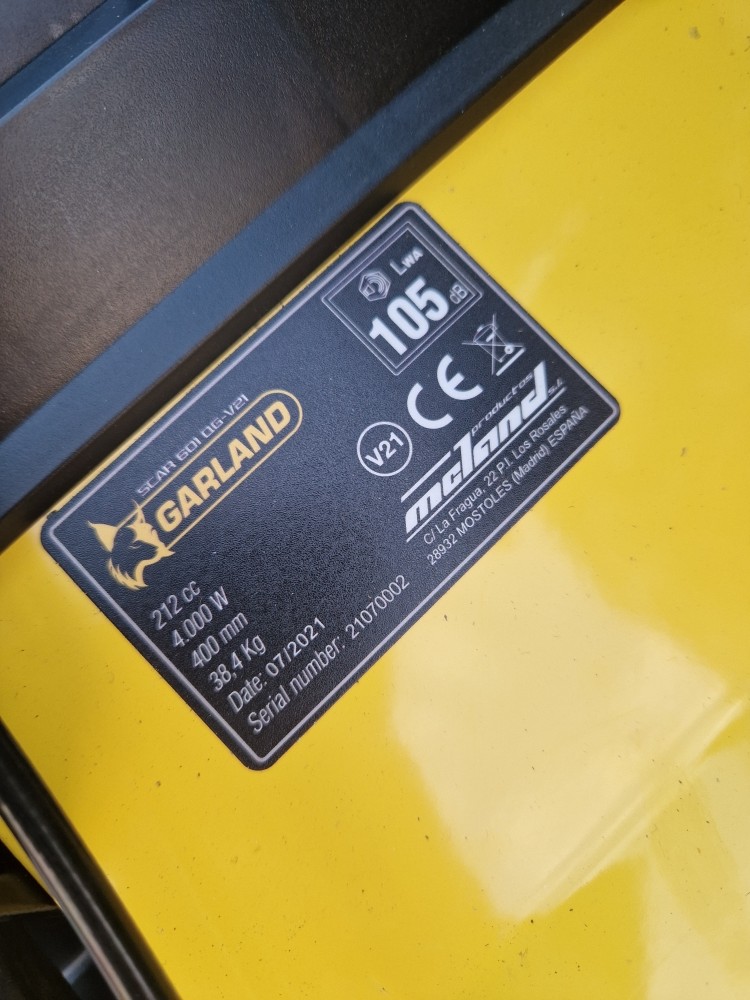 SCAR 601 QG-V21
GARLAND
212 cc
4.000 W
400 mm
38,4 Kg
Date: 07/2021
Serial number: 21070002
LWA
105
dB
CE
V21
productos
mcland s.l.
C/ La Fragua, 22 P.I. Los Rosales
28932 MOSTOLES (Madrid) ESPAÑA